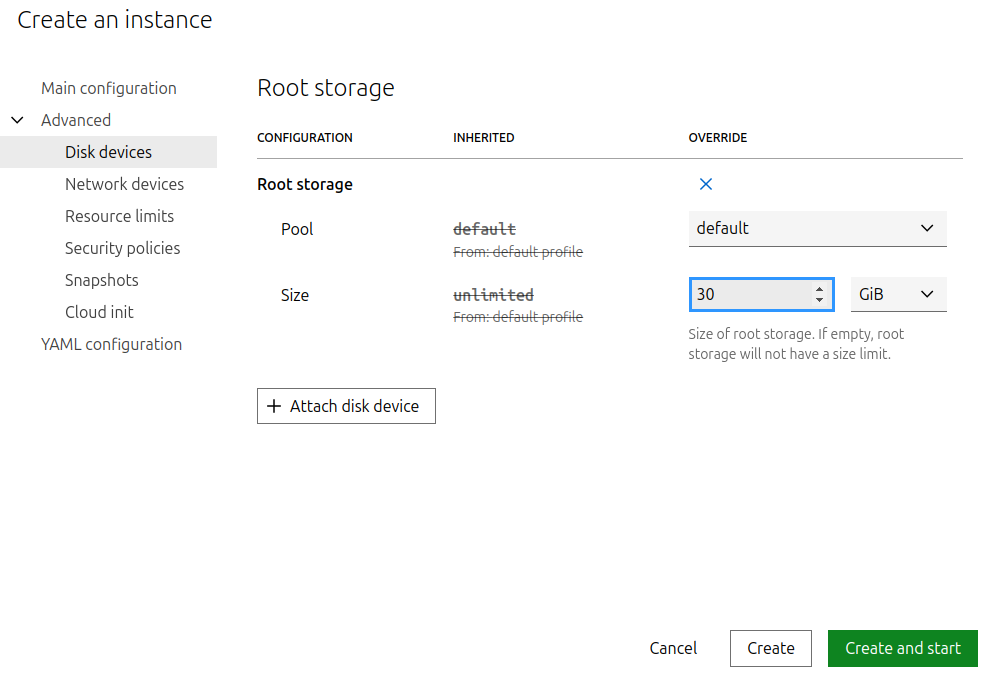 Create an instance
Main configuration
Advanced
Disk devices
Network devices
Resource limits
Security policies
Snapshots
Cloud init
YAML configuration
Root storage
CONFIGURATION INHERITED OVERRIDE
Root storage
Pool default default
From: default profile
Size unlimited 30 GiB
From: default profile
Size of root storage. If empty, root
storage will not have a size limit.
Attach disk device
Cancel Create Create and start